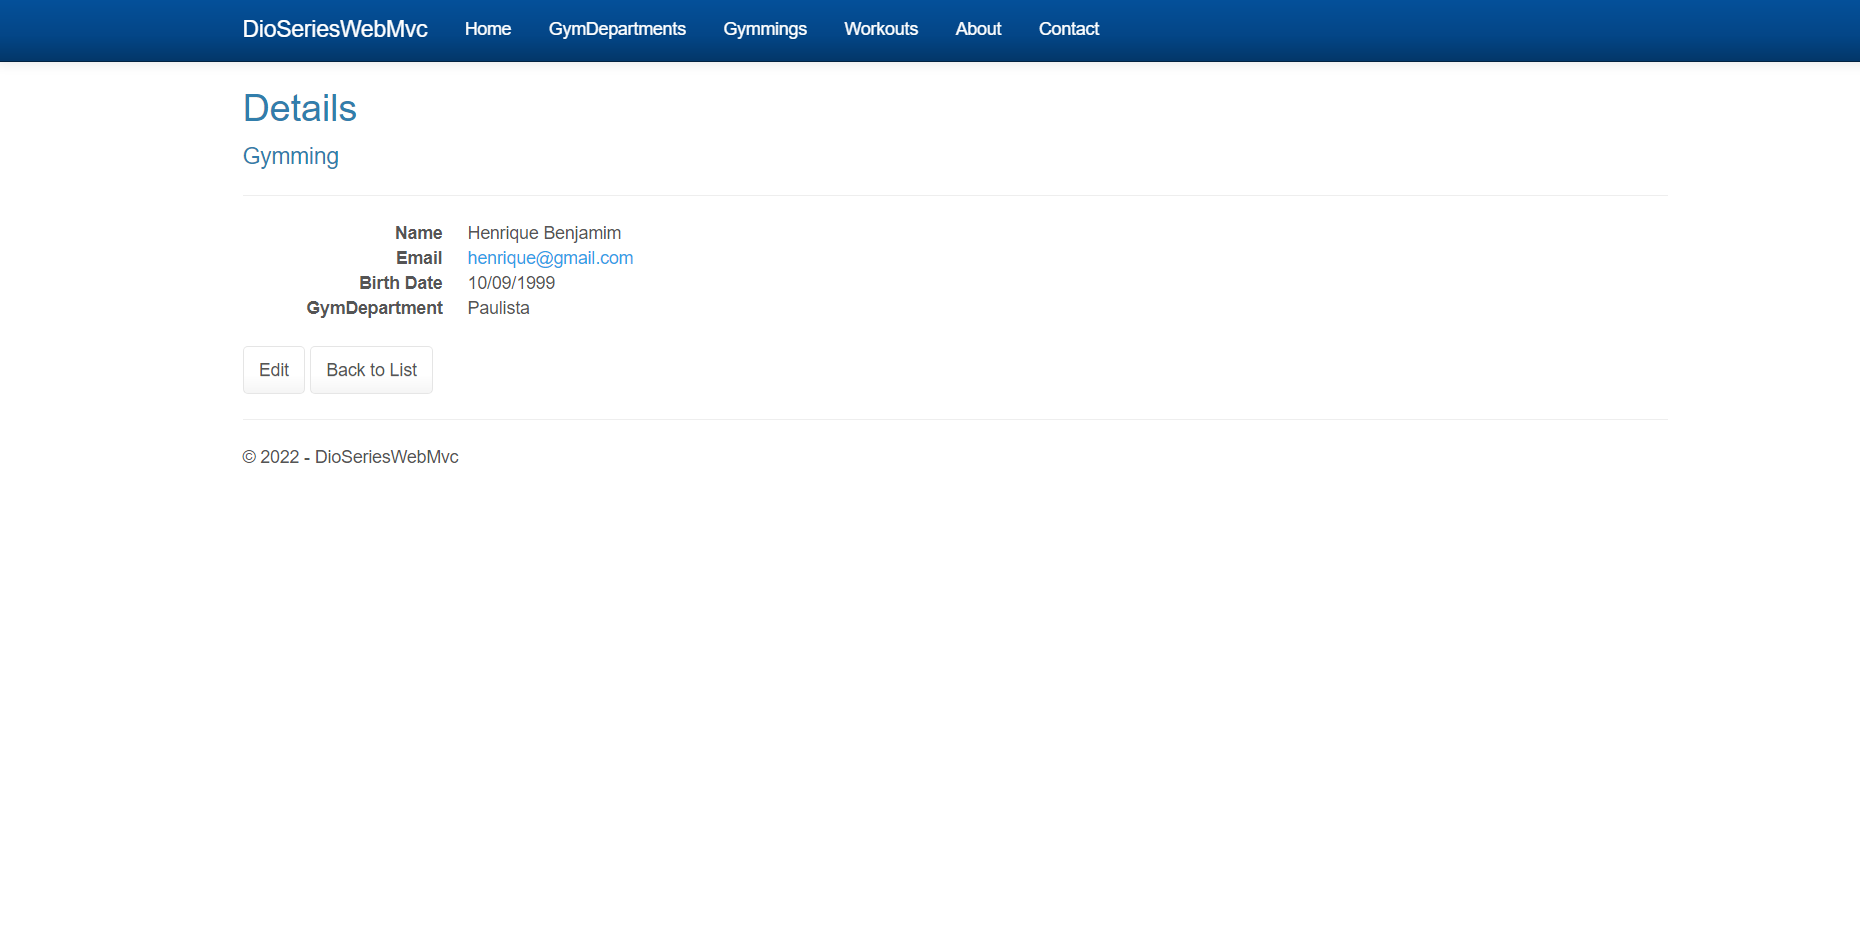 DioSeriesWebMvc Home GymDepartments Gymmings Workouts About Contact
Details
Gymming
Name Henrique Benjamim
Email henrique@gmail.com
Birth Date 10/09/1999
GymDepartment Paulista
Edit Back to List
© 2022 - DioSeriesWebMvc